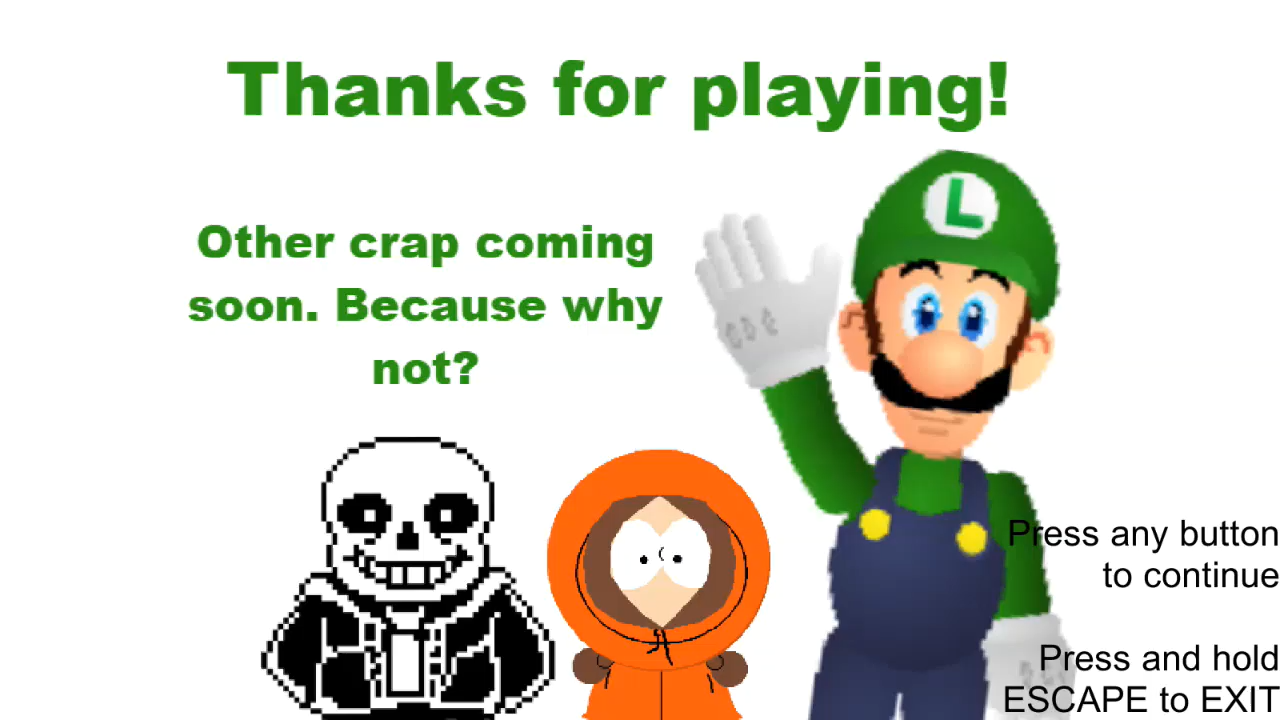 Thanks for playing!
Other crap coming
soon. Because why
not?
L
Press any button
to continue
Press and hold
ESCAPE to EXIT